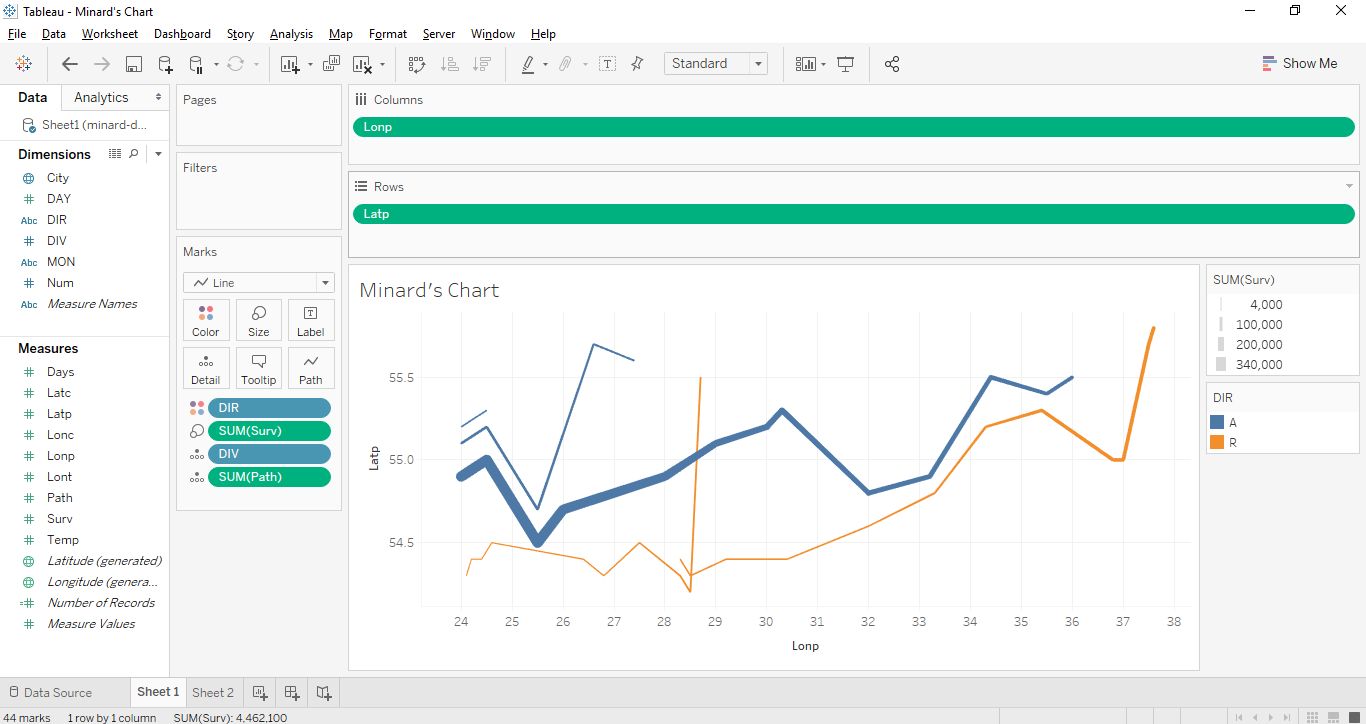 Tableau - Minard's Chart
File Data Worksheet Dashboard Story Analysis Map Format Server Window Help
Standard
Show Me
Data Analytics
Sheet1 (minard-d...
Dimensions
City
Abc
DAY
Abc DIR
DIV
Abc MON
Num
Abc Measure Names
Measures
Days
Latc
Latp
Lonc
Lonp
Lont
Path
Surv
Temp
Latitude (generated)
Longitude (genera...
Number of Records
Measure Values
Pages
Filters
Marks
Line
Color Size Label
Detail Tooltip Path
DIR
SUM(Surv)
DIV
SUM(Path)
Columns
Lonp
Rows
Latp
Minard's Chart
55.5
55.0
54.5
Latp
24 25 26 27 28 29 30 31 32 33 34 35 36 37 38
Lonp
SUM(Surv)
4,000
100,000
200,000
340,000
DIR
A
R
Data Source Sheet 1 Sheet 2
44 marks 1 row by 1 column SUM(Surv): 4,462,100